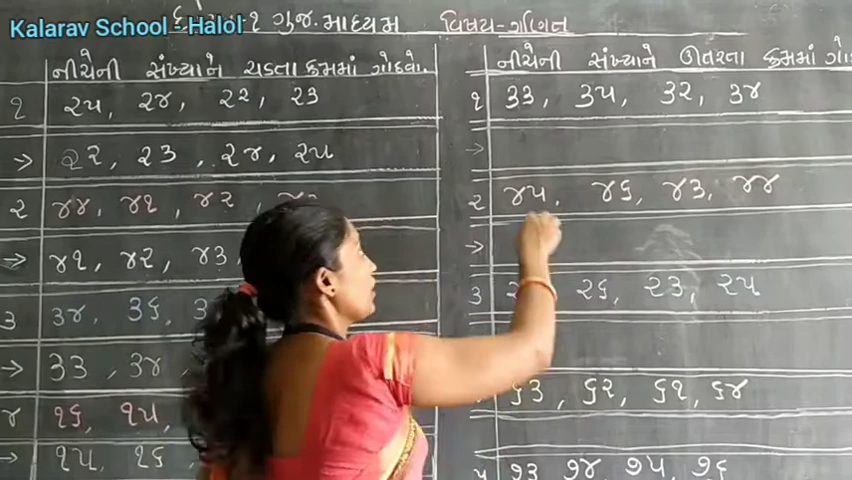 Kalarav School - Halol
ગુજ. માધ્યમ
વિષય-ગણિત
નીચેની સંખ્યાને ચડતા ક્રમમાં ગોઠવો.
૧ ૨૫, ૨૪, ૨૨, ૨૩
→ ૨૨, ૨૩, ૨૪, ૨૫
૨ ૪૪, ૪૧, ૪૨,
→ ૪૧, ૪૨, ૪૩,
૩ ૩૪, ૩૬,
→ ૩૩, ૩૪
૪ ૧૬, ૧૫
→ ૧૫, ૧૬
નીચેની સંખ્યાને ઉતરતા ક્રમમાં
૧ ૩૩, ૩૫, ૩૨, ૩૪
→
૨ ૪૫, ૪૬, ૪૩, ૪૪
→
૩ ૨૬, ૨૩, ૨૫
૬૩, ૬૨, ૬૧, ૬૪
૫ ૭૩ ૭૪ ૭૫ ૭૬